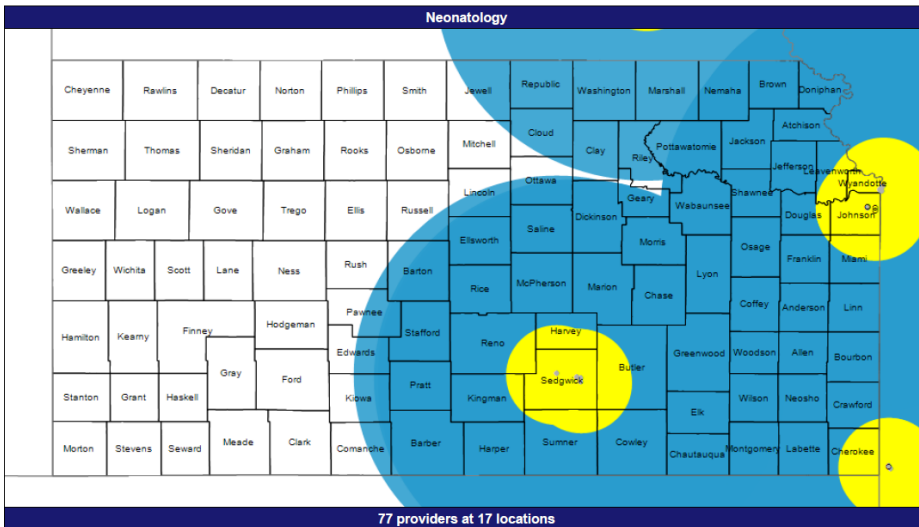 Neonatology
Cheyenne Rawlins Decatur Norton Phillips Smith Jewell Republic Washington Marshall Nemaha Brown Doniphan
Sherman Thomas Sheridan Graham Rooks Osborne Mitchell Cloud Clay Riley Pottawatomie Jackson Atchison
Jefferson Leavenworth Wyandotte
Wallace Logan Gove Trego Ellis Russell Lincoln Ottawa Geary Wabaunsee Shawnee Douglas Johnson
Saline Dickinson
Ellsworth Morris Osage Franklin Miami
Greeley Wichita Scott Lane Ness Rush Barton Rice McPherson Marion Chase Lyon
Coffey Anderson Linn
Hamilton Kearny Finney Hodgeman Pawnee Stafford Reno Harvey
Edwards Butler Greenwood Woodson Allen Bourbon
Gray Ford Sedgwick
Stanton Grant Haskell Kiowa Pratt Kingman Elk Wilson Neosho Crawford
Morton Stevens Seward Meade Clark Comanche Barber Harper Sumner Cowley Chautauqua Montgomery Labette Cherokee
77 providers at 17 locations